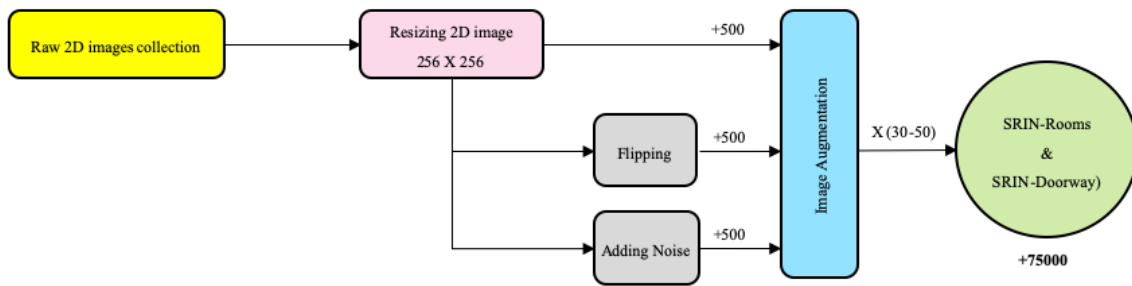 Raw 2D images collection
Resizing 2D image
256 X 256
+500
Flipping
+500
Adding Noise
+500
Image Augmentation
X (30-50)
SRIN-Rooms
&
SRIN-Doorway)
+75000